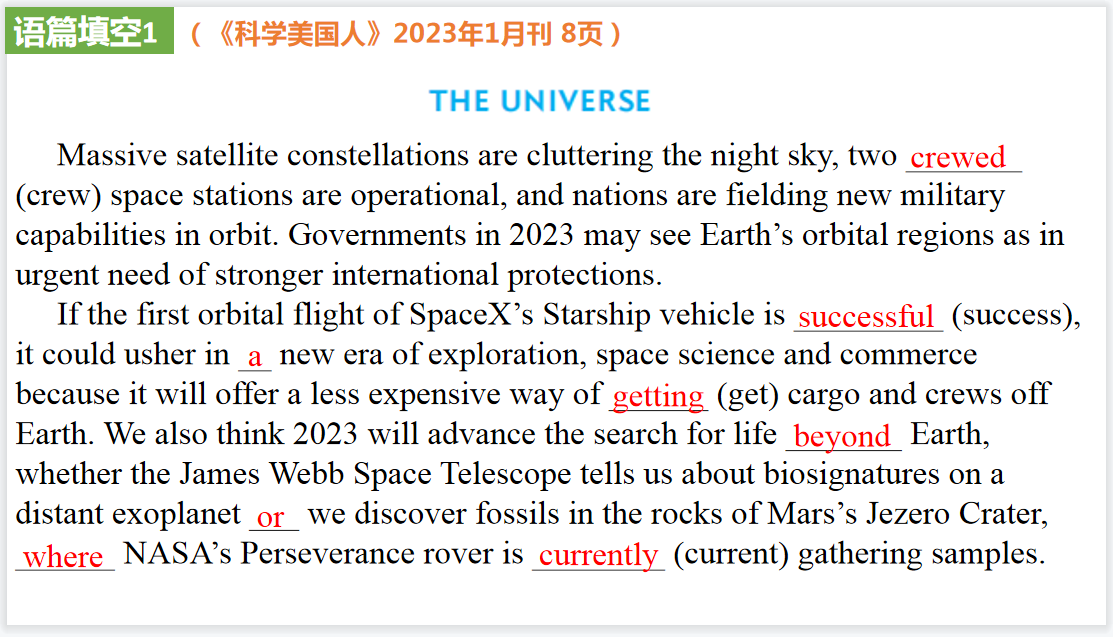 语篇填空1 （《科学美国人》2023年1月刊 8页）
THE UNIVERSE
Massive satellite constellations are cluttering the night sky, two crewed
(crew) space stations are operational, and nations are fielding new military
capabilities in orbit. Governments in 2023 may see Earth’s orbital regions as in
urgent need of stronger international protections.
If the first orbital flight of SpaceX’s Starship vehicle is successful (success),
it could usher in a new era of exploration, space science and commerce
because it will offer a less expensive way of getting (get) cargo and crews off
Earth. We also think 2023 will advance the search for life beyond Earth,
whether the James Webb Space Telescope tells us about biosignatures on a
distant exoplanet or we discover fossils in the rocks of Mars’s Jezero Crater,
where NASA’s Perseverance rover is currently (current) gathering samples.